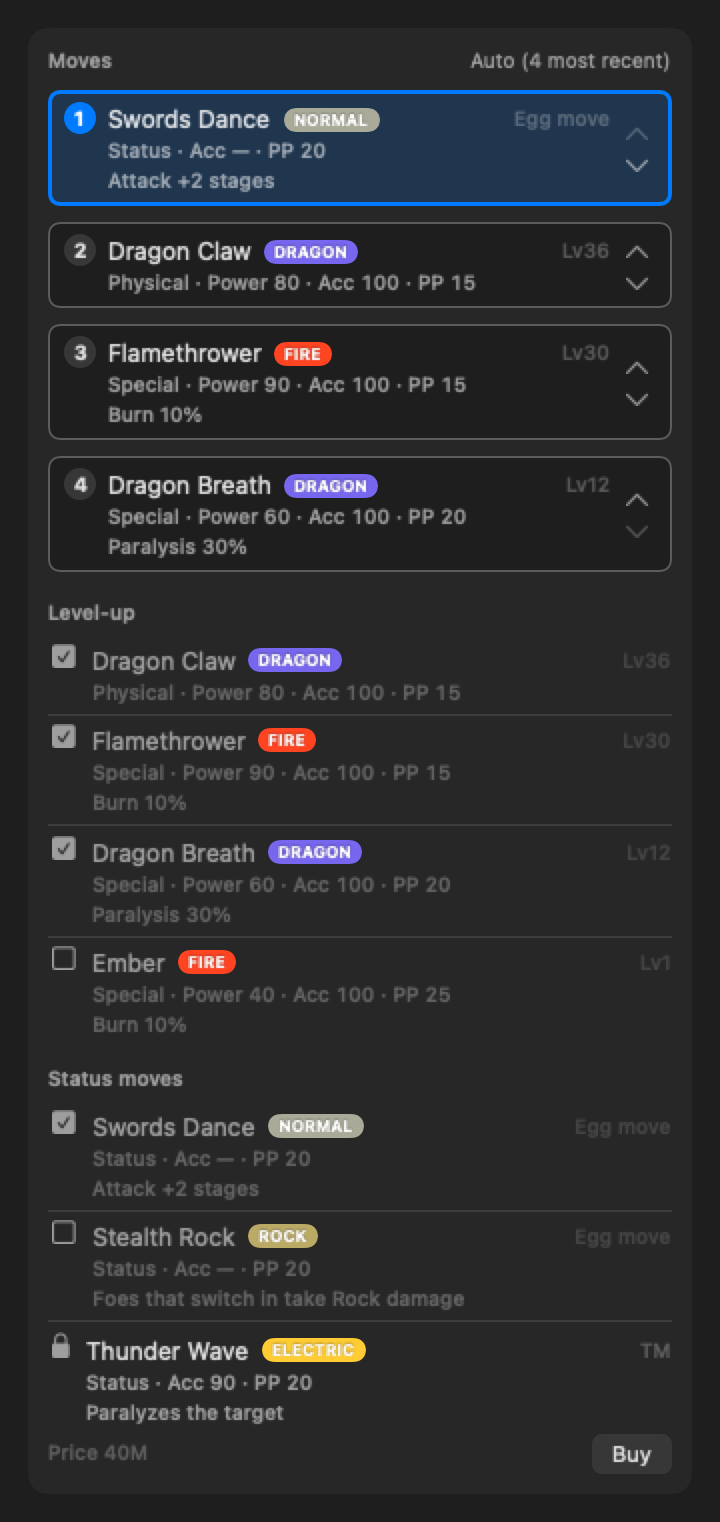 Moves Auto (4 most recent)
1 Swords Dance NORMAL Egg move
Status · Acc — · PP 20
Attack +2 stages
2 Dragon Claw DRAGON Lv36
Physical · Power 80 · Acc 100 · PP 15
3 Flamethrower FIRE Lv30
Special · Power 90 · Acc 100 · PP 15
Burn 10%
4 Dragon Breath DRAGON Lv12
Special · Power 60 · Acc 100 · PP 20
Paralysis 30%
Level-up
Dragon Claw DRAGON Lv36
Physical · Power 80 · Acc 100 · PP 15
Flamethrower FIRE Lv30
Special · Power 90 · Acc 100 · PP 15
Burn 10%
Dragon Breath DRAGON Lv12
Special · Power 60 · Acc 100 · PP 20
Paralysis 30%
Ember FIRE Lv1
Special · Power 40 · Acc 100 · PP 25
Burn 10%
Status moves
Swords Dance NORMAL Egg move
Status · Acc — · PP 20
Attack +2 stages
Stealth Rock ROCK Egg move
Status · Acc — · PP 20
Foes that switch in take Rock damage
Thunder Wave ELECTRIC TM
Status · Acc 90 · PP 20
Paralyzes the target
Price 40M Buy